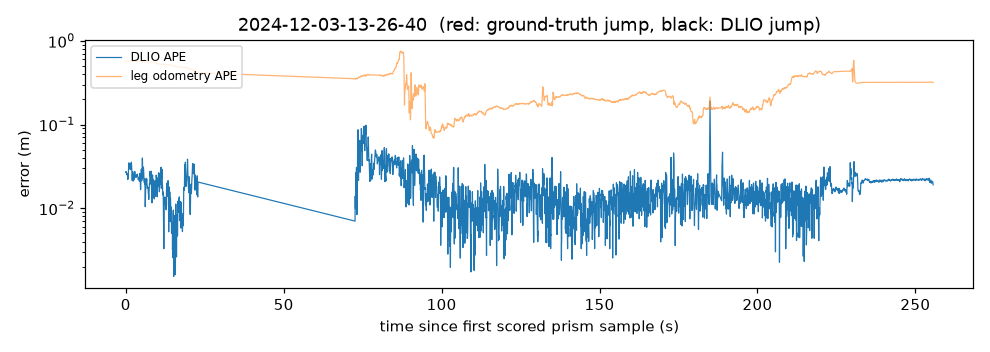 2024-12-03-13-26-40 (red: ground-truth jump, black: DLIO jump)
DLIO APE
leg odometry APE
error (m)
10⁰
10⁻¹
10⁻²
0 50 100 150 200 250
time since first scored prism sample (s)